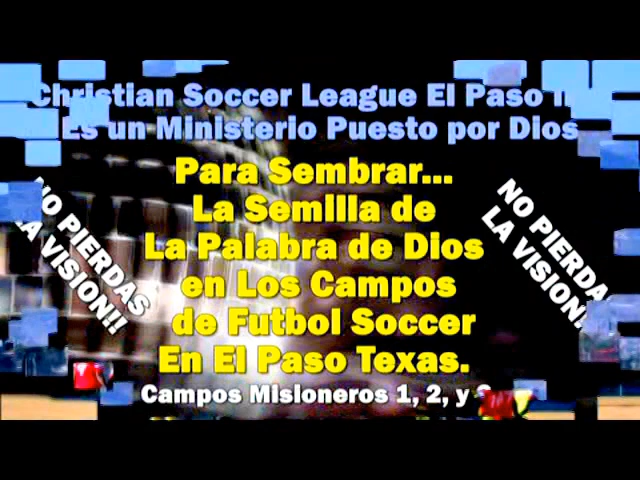 Christian Soccer League El Paso
Es un Ministerio Puesto por Dios
Para Sembrar...
La Semilla de
La Palabra de Dios
en Los Campos
de Futbol Soccer
En El Paso Texas.
Campos Misioneros 1, 2, y
NO PIERDAS
LA VISION!!
NO PIERDA
LA VISION